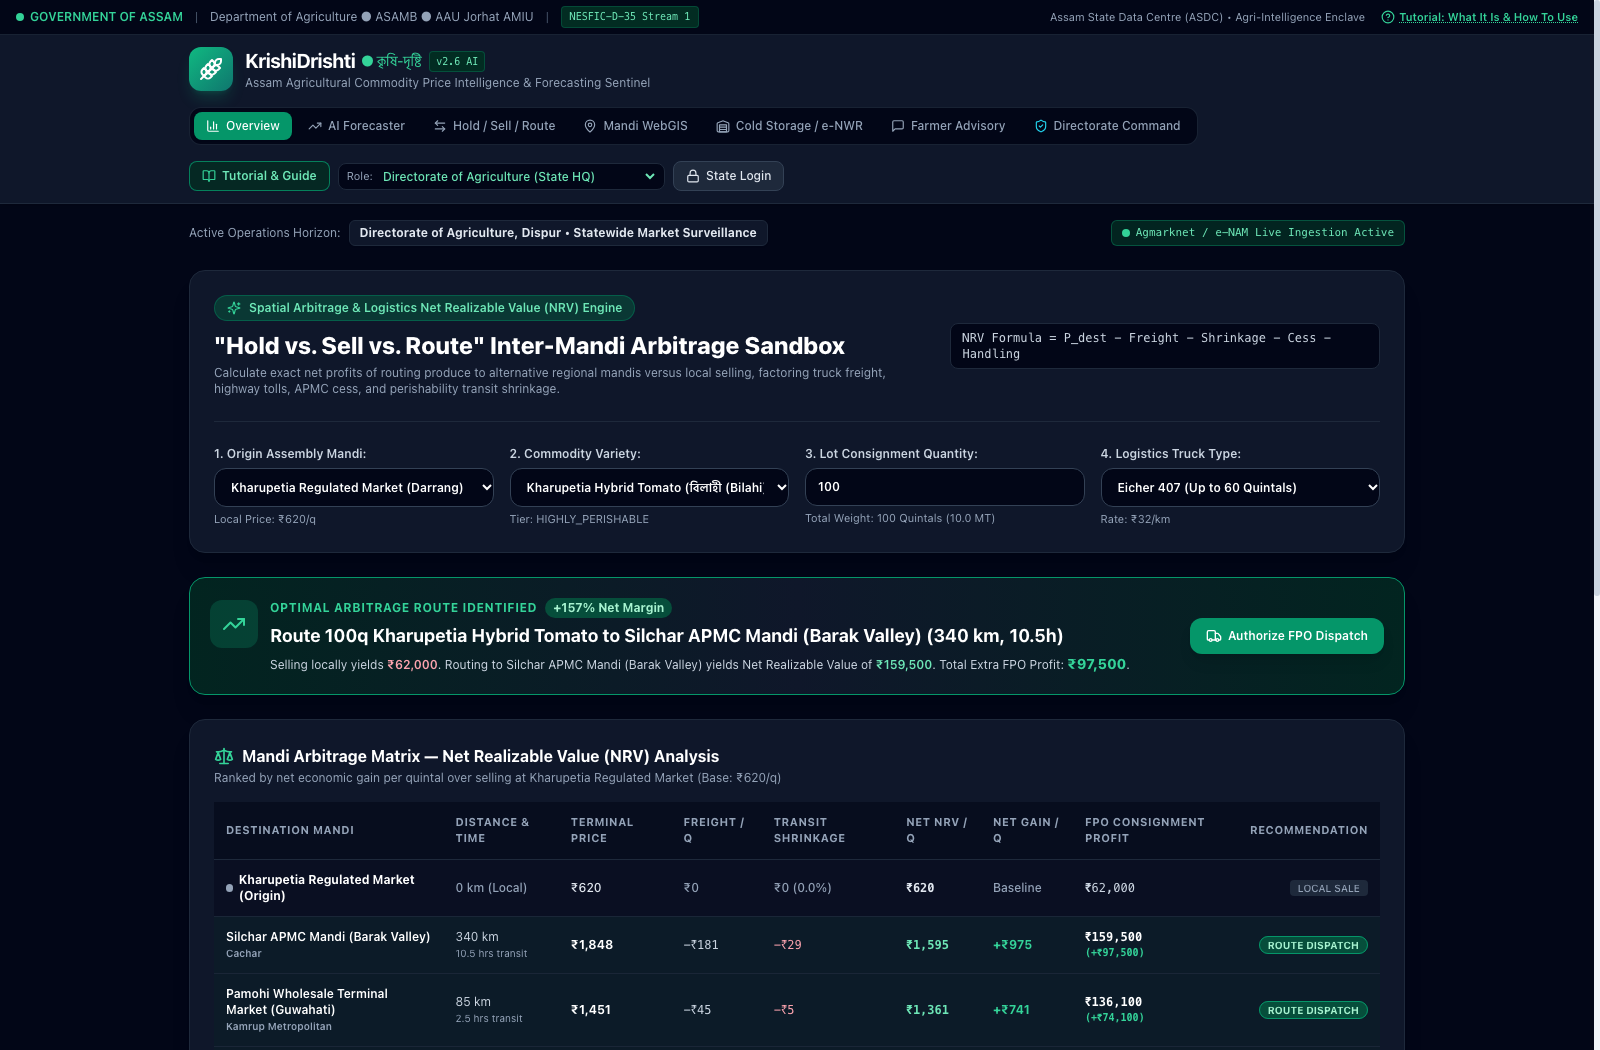 GOVERNMENT OF ASSAM | Department of Agriculture ● ASAMB ● AAU Jorhat AMIU | NESFIC-D-35 Stream 1
Assam State Data Centre (ASDC) • Agri-Intelligence Enclave Tutorial: What It Is & How To Use
KrishiDrishti কৃষি-দৃষ্টি v2.6 AI
Assam Agricultural Commodity Price Intelligence & Forecasting Sentinel
Overview AI Forecaster Hold / Sell / Route Mandi WebGIS Cold Storage / e-NWR Farmer Advisory Directorate Command
Tutorial & Guide Role: Directorate of Agriculture (State HQ) State Login
Active Operations Horizon: Directorate of Agriculture, Dispur • Statewide Market Surveillance
Agmarknet / e-NAM Live Ingestion Active
Spatial Arbitrage & Logistics Net Realizable Value (NRV) Engine
"Hold vs. Sell vs. Route" Inter-Mandi Arbitrage Sandbox
Calculate exact net profits of routing produce to alternative regional mandis versus local selling, factoring truck freight,
highway tolls, APMC cess, and perishability transit shrinkage.
NRV Formula = P_dest − Freight − Shrinkage − Cess −
Handling
1. Origin Assembly Mandi: 2. Commodity Variety: 3. Lot Consignment Quantity: 4. Logistics Truck Type:
Kharupetia Regulated Market (Darrang) Kharupetia Hybrid Tomato (বিলাহী (Bilahi) 100 Eicher 407 (Up to 60 Quintals)
Local Price: ₹620/q Tier: HIGHLY_PERISHABLE Total Weight: 100 Quintals (10.0 MT) Rate: ₹32/km
OPTIMAL ARBITRAGE ROUTE IDENTIFIED +157% Net Margin
Route 100q Kharupetia Hybrid Tomato to Silchar APMC Mandi (Barak Valley) (340 km, 10.5h)
Selling locally yields ₹62,000. Routing to Silchar APMC Mandi (Barak Valley) yields Net Realizable Value of ₹159,500. Total Extra FPO Profit: ₹97,500.
Authorize FPO Dispatch
Mandi Arbitrage Matrix — Net Realizable Value (NRV) Analysis
Ranked by net economic gain per quintal over selling at Kharupetia Regulated Market (Base: ₹620/q)
DESTINATION MANDI DISTANCE & TIME TERMINAL PRICE FREIGHT / Q TRANSIT SHRINKAGE NET NRV / Q NET GAIN / Q FPO CONSIGNMENT PROFIT RECOMMENDATION
Kharupetia Regulated Market (Origin) 0 km (Local) ₹620 ₹0 ₹0 (0.0%) ₹620 Baseline ₹62,000 LOCAL SALE
Silchar APMC Mandi (Barak Valley) 340 km ₹1,848 −₹181 −₹29 ₹1,595 +₹975 ₹159,500 ROUTE DISPATCH
Cachar 10.5 hrs transit (+₹97,500)
Pamohi Wholesale Terminal Market (Guwahati) 85 km ₹1,451 −₹45 −₹5 ₹1,361 +₹741 ₹136,100 ROUTE DISPATCH
Kamrup Metropolitan 2.5 hrs transit (+₹74,100)